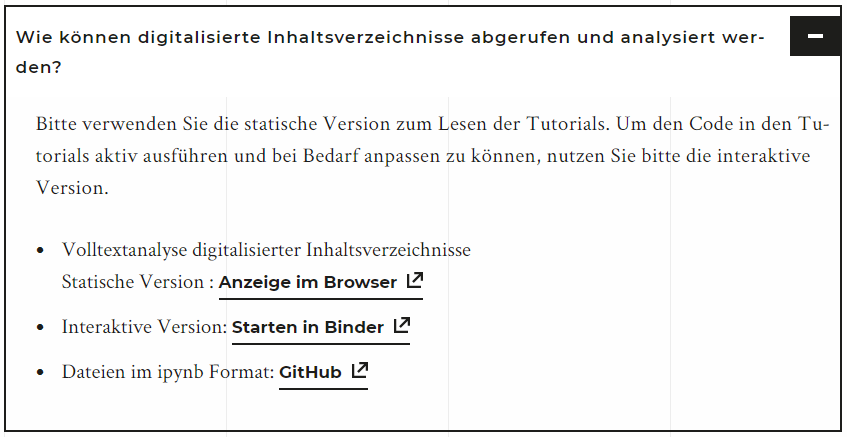 Wie können digitalisierte Inhaltsverzeichnisse abgerufen und analysiert wer-
den?
Bitte verwenden Sie die statische Version zum Lesen der Tutorials. Um den Code in den Tu-
torials aktiv ausführen und bei Bedarf anpassen zu können, nutzen Sie bitte die interaktive
Version.
• Volltextanalyse digitalisierter Inhaltsverzeichnisse
Statische Version : Anzeige im Browser
• Interaktive Version: Starten in Binder
• Dateien im ipynb Format: GitHub